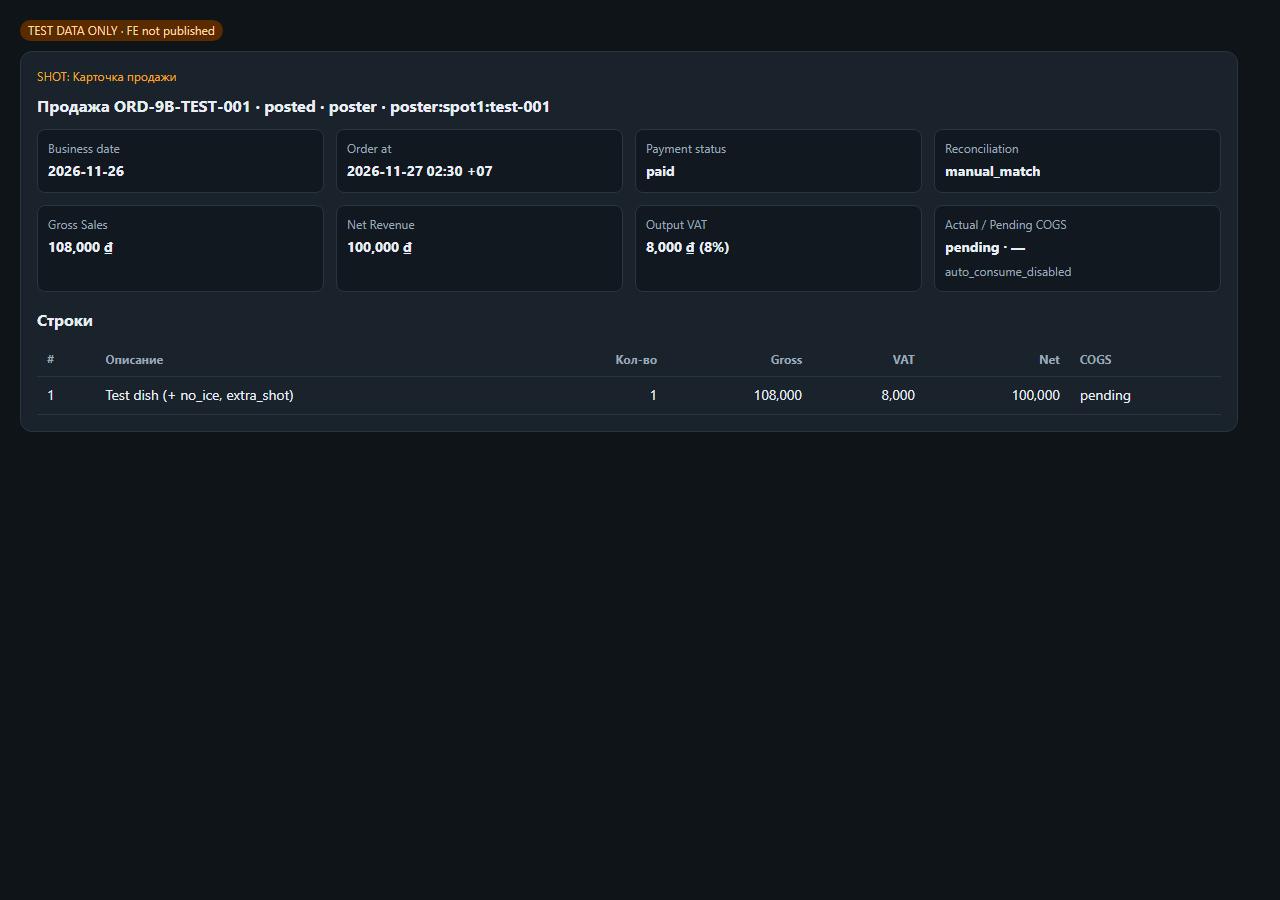 TEST DATA ONLY · FE not published
SHOT: Карточка продажи
Продажа ORD-9B-TEST-001 · posted · poster · poster:spot1:test-001
Business date
2026-11-26
Order at
2026-11-27 02:30 +07
Payment status
paid
Reconciliation
manual_match
Gross Sales
108,000 ₫
Net Revenue
100,000 ₫
Output VAT
8,000 ₫ (8%)
Actual / Pending COGS
pending · —
auto_consume_disabled
Строки
# Описание Кол-во Gross VAT Net COGS
1 Test dish (+ no_ice, extra_shot) 1 108,000 8,000 100,000 pending